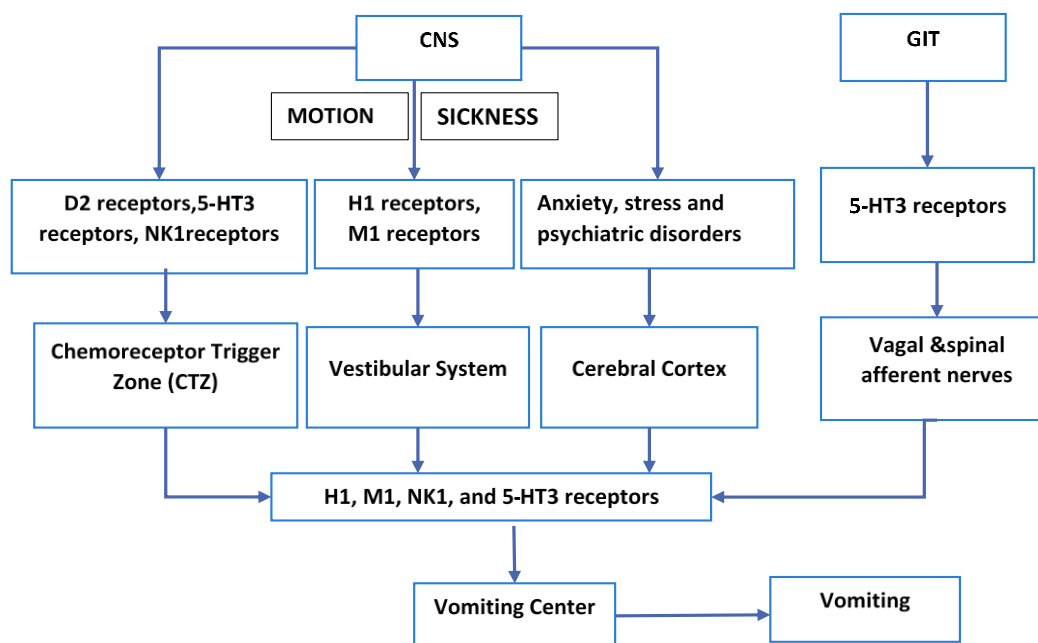 CNS
GIT
MOTION
SICKNESS
D2 receptors,5-HT3
receptors, NK1receptors
H1 receptors,
M1 receptors
Anxiety, stress and
psychiatric disorders
5-HT3 receptors
Chemoreceptor Trigger
Zone (CTZ)
Vestibular System
Cerebral Cortex
Vagal &spinal
afferent nerves
H1, M1, NK1, and 5-HT3 receptors
Vomiting Center
Vomiting